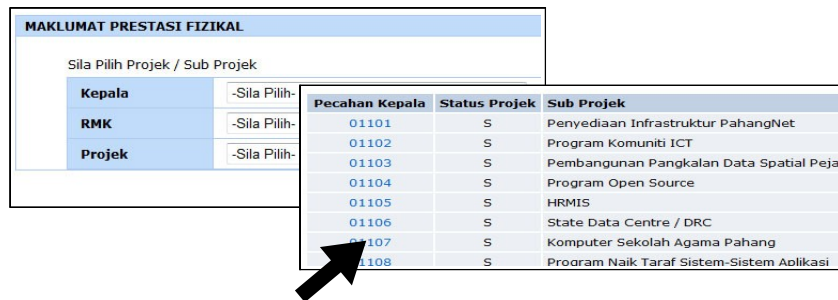 MAKLUMAT PRESTASI FIZIKAL
Sila Pilih Projek / Sub Projek
Kepala -Sila Pilih-
RMK -Sila Pilih-
Projek -Sila Pilih-
Pecahan Kepala Status Projek Sub Projek
01101 S Penyediaan Infrastruktur PahangNet
01102 S Program Komuniti ICT
01103 S Pembangunan Pangkalan Data Spatial Peja
01104 S Program Open Source
01105 S HRMIS
01106 S State Data Centre / DRC
01107 S Komputer Sekolah Agama Pahang
1108 S Program Naik Taraf Sistem-Sistem Aplikasi